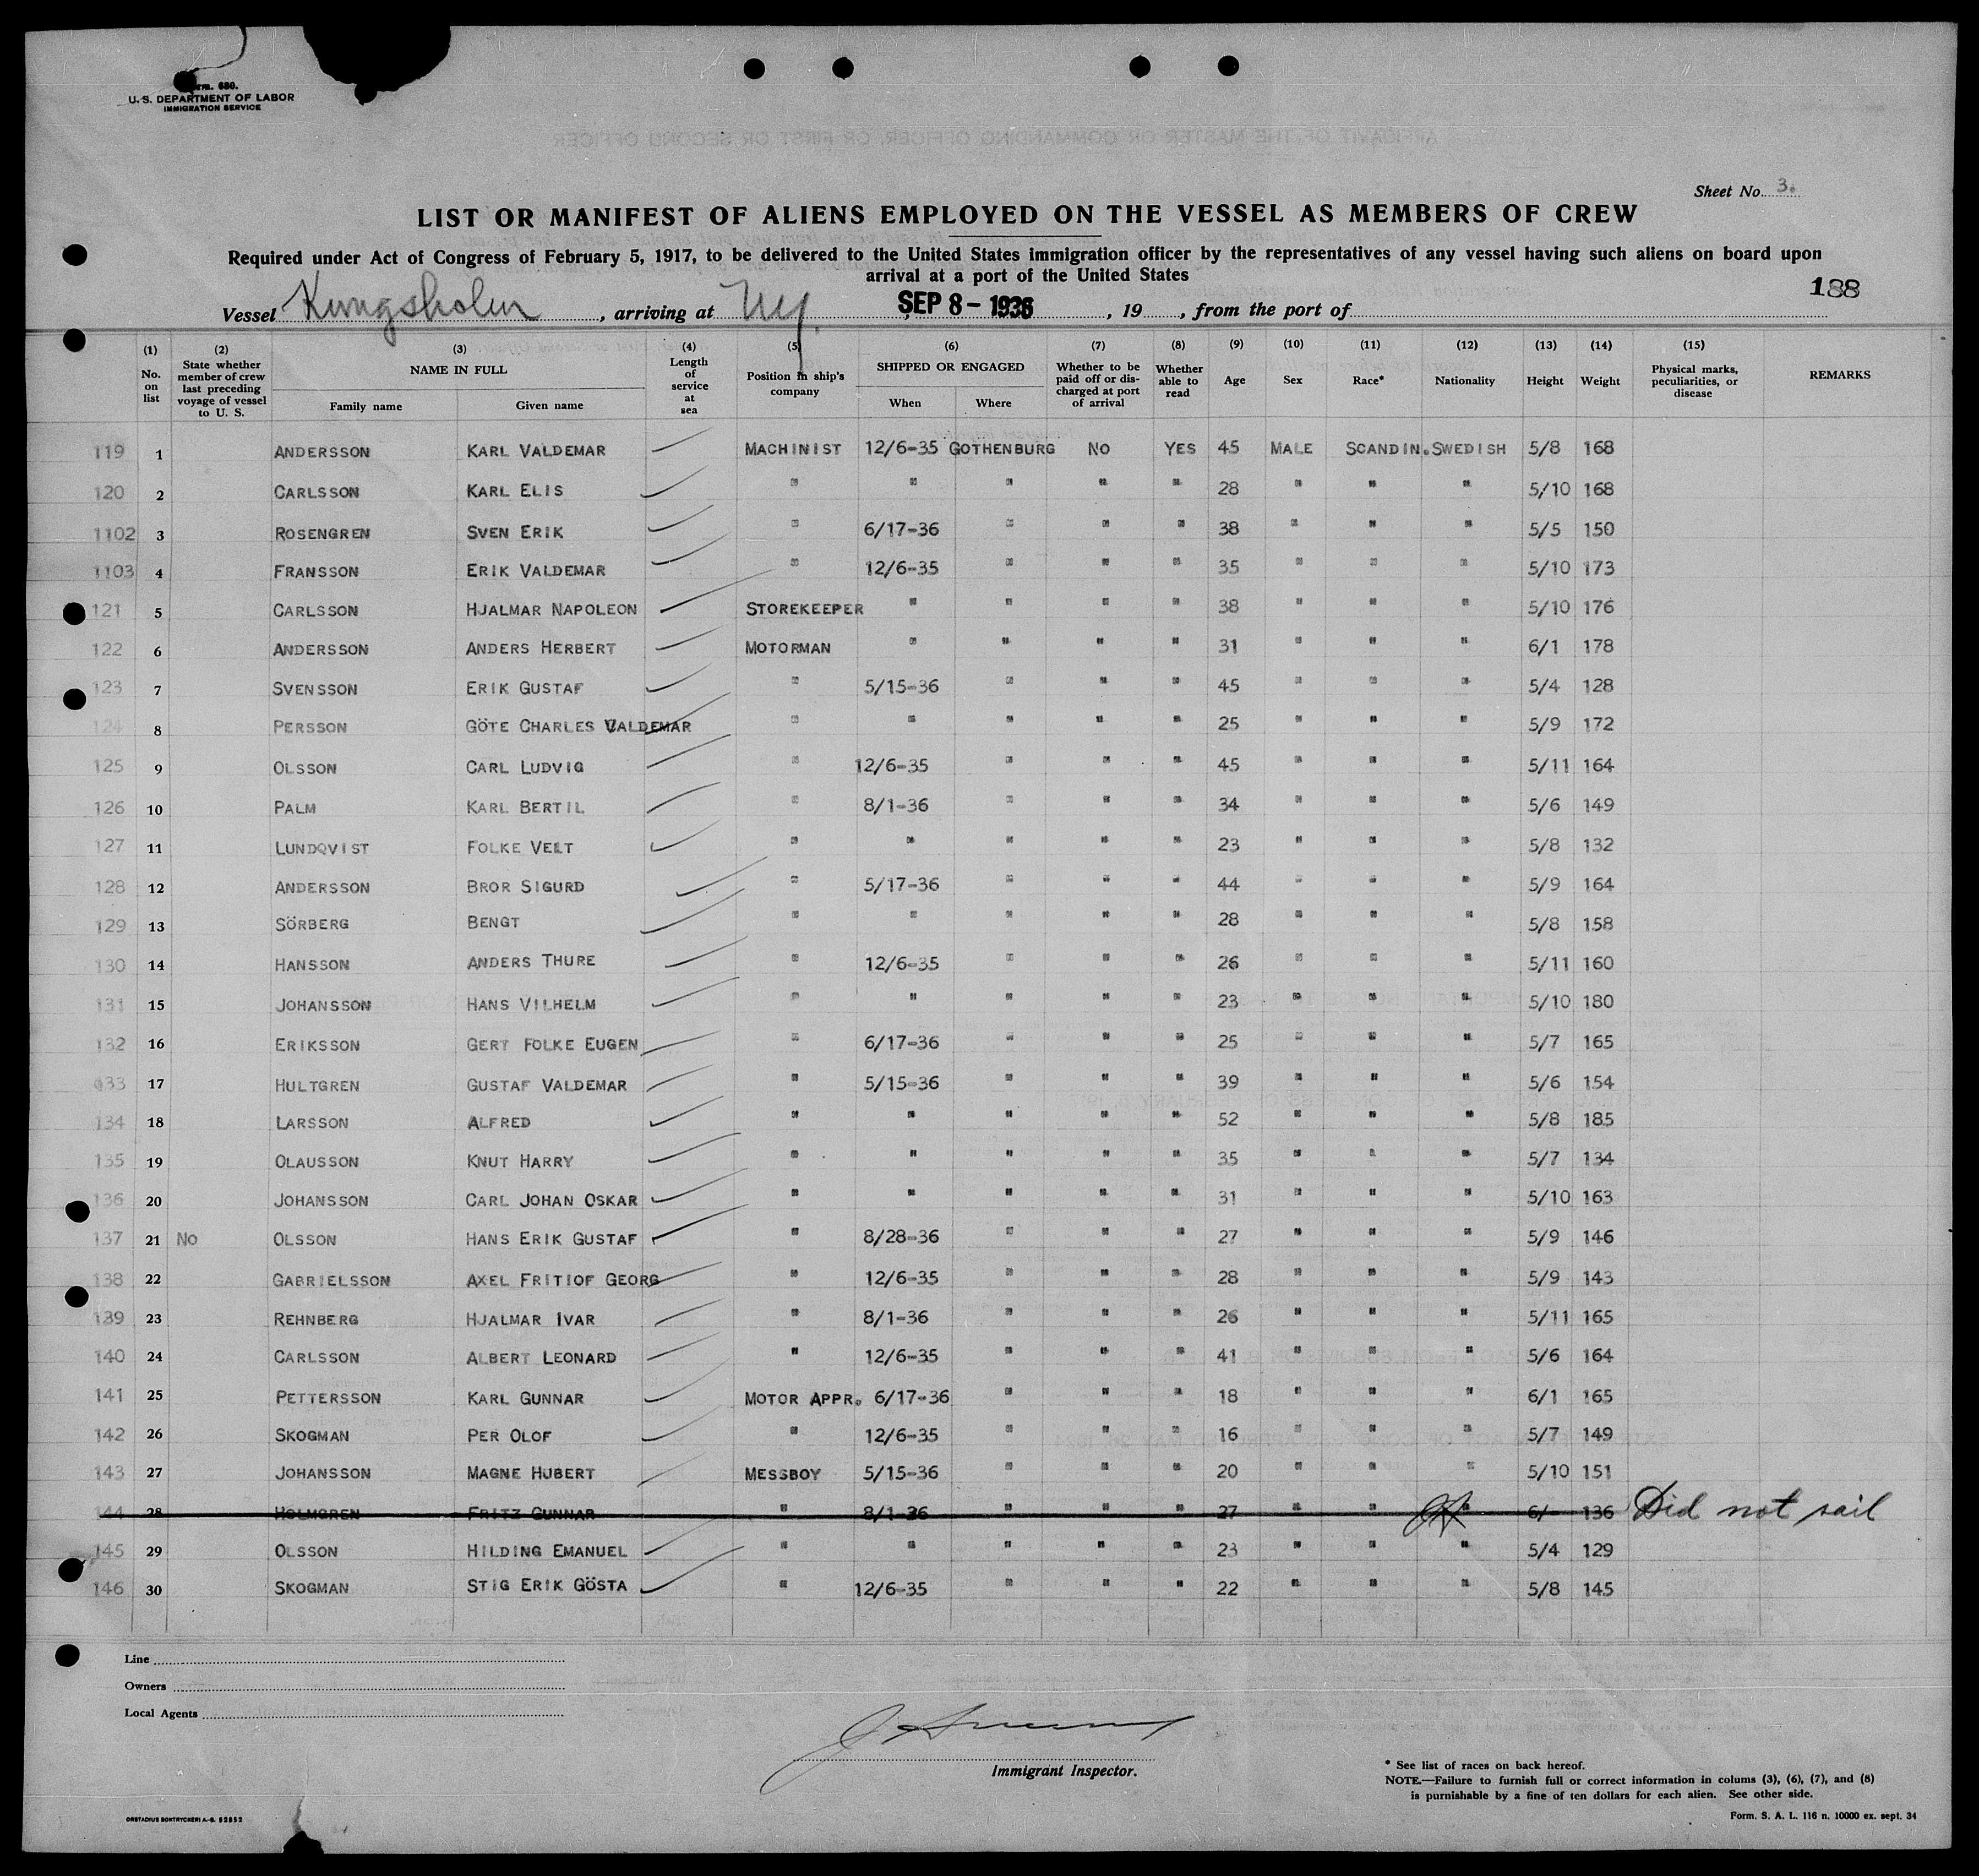 Form. 680.
U. S. DEPARTMENT OF LABOR
IMMIGRATION SERVICE
Sheet No. 3.
LIST OR MANIFEST OF ALIENS EMPLOYED ON THE VESSEL AS MEMBERS OF CREW
Required under Act of Congress of February 5, 1917, to be delivered to the United States immigration officer by the representatives of any vessel having such aliens on board upon
arrival at a port of the United States
188
Vessel Kungsholm, arriving at NY. SEP 8 - 1936, 19 , from the port of
(1) No. on list (2) State whether member of crew last preceding voyage of vessel to U. S. (3) NAME IN FULL Family name Given name (4) Length of service at sea (5) Position in ship's company (6) SHIPPED OR ENGAGED When Where (7) Whether to be paid off or discharged at port of arrival (8) Whether able to read (9) Age (10) Sex (11) Race* (12) Nationality (13) Height (14) Weight (15) Physical marks, peculiarities, or disease REMARKS
119 1 ANDERSSON KARL VALDEMAR MACHINIST 12/6-35 GOTHENBURG NO YES 45 MALE SCANDIN. SWEDISH 5/8 168
120 2 CARLSSON KARL ELIS " " " " " 28 " " " 5/10 168
1102 3 ROSENGREN SVEN ERIK " 6/17-36 " " " 38 " " " 5/5 150
1103 4 FRANSSON ERIK VALDEMAR " 12/6-35 " " " 35 " " " 5/10 173
121 5 CARLSSON HJALMAR NAPOLEON STOREKEEPER " " " " 38 " " " 5/10 176
122 6 ANDERSSON ANDERS HERBERT MOTORMAN " " " " 31 " " " 6/1 178
123 7 SVENSSON ERIK GUSTAF " 5/15-36 " " " 45 " " " 5/4 128
124 8 PERSSON GÖTE CHARLES VALDEMAR " " " " " 25 " " " 5/9 172
125 9 OLSSON CARL LUDVIG " 12/6-35 " " " 45 " " " 5/11 164
126 10 PALM KARL BERTIL " 8/1-36 " " " 34 " " " 5/6 149
127 11 LUNDQVIST FOLKE VEIT " " " " " 23 " " " 5/8 132
128 12 ANDERSSON BROR SIGURD " 5/17-36 " " " 44 " " " 5/9 164
129 13 SÖRBERG BENGT " " " " " 28 " " " 5/8 158
130 14 HANSSON ANDERS THURE " 12/6-35 " " " 26 " " " 5/11 160
131 15 JOHANSSON HANS VILHELM " " " " " 23 " " " 5/10 180
132 16 ERIKSSON GERT FOLKE EUGEN " 6/17-36 " " " 25 " " " 5/7 165
133 17 HULTGREN GUSTAF VALDEMAR " 5/15-36 " " " 39 " " " 5/6 154
134 18 LARSSON ALFRED " " " " " 52 " " " 5/8 185
135 19 OLAUSSON KNUT HARRY " " " " " 35 " " " 5/7 134
136 20 JOHANSSON CARL JOHAN OSKAR " " " " " 31 " " " 5/10 163
137 21 NO OLSSON HANS ERIK GUSTAF " 8/28-36 " " " 27 " " " 5/9 146
138 22 GABRIELSSON AXEL FRITIOF GEORG " 12/6-35 " " " 28 " " " 5/9 143
139 23 REHNBERG HJALMAR IVAR " 8/1-36 " " " 26 " " " 5/11 165
140 24 CARLSSON ALBERT LEONARD " 12/6-35 " " " 41 " " " 5/6 164
141 25 PETTERSSON KARL GUNNAR MOTOR APPR. 6/17-36 " " " 18 " " " 6/1 165
142 26 SKOGMAN PER OLOF " 12/6-35 " " " 16 " " " 5/7 149
143 27 JOHANSSON MAGNE HUBERT MESSBOY 5/15-36 " " " 20 " " " 5/10 151
144 28 HOLMGREN FRITZ GUNNAR " 8/1-36 " " " 27 " " " 6/- 136 Did not sail
145 29 OLSSON HILDING EMANUEL " " " " " 23 " " " 5/4 129
146 30 SKOGMAN STIG ERIK GÖSTA " 12/6-35 " " " 22 " " " 5/8 145
Line
Owners
Local Agents
Immigrant Inspector.
* See list of races on back hereof.
NOTE.—Failure to furnish full or correct information in colums (3), (6), (7), and (8)
is punishable by a fine of ten dollars for each alien. See other side.
ORSTADIUS BOKTRYCKERI A.-B. 52852
Form. S. A. L. 116 n. 10000 ex. sept. 34